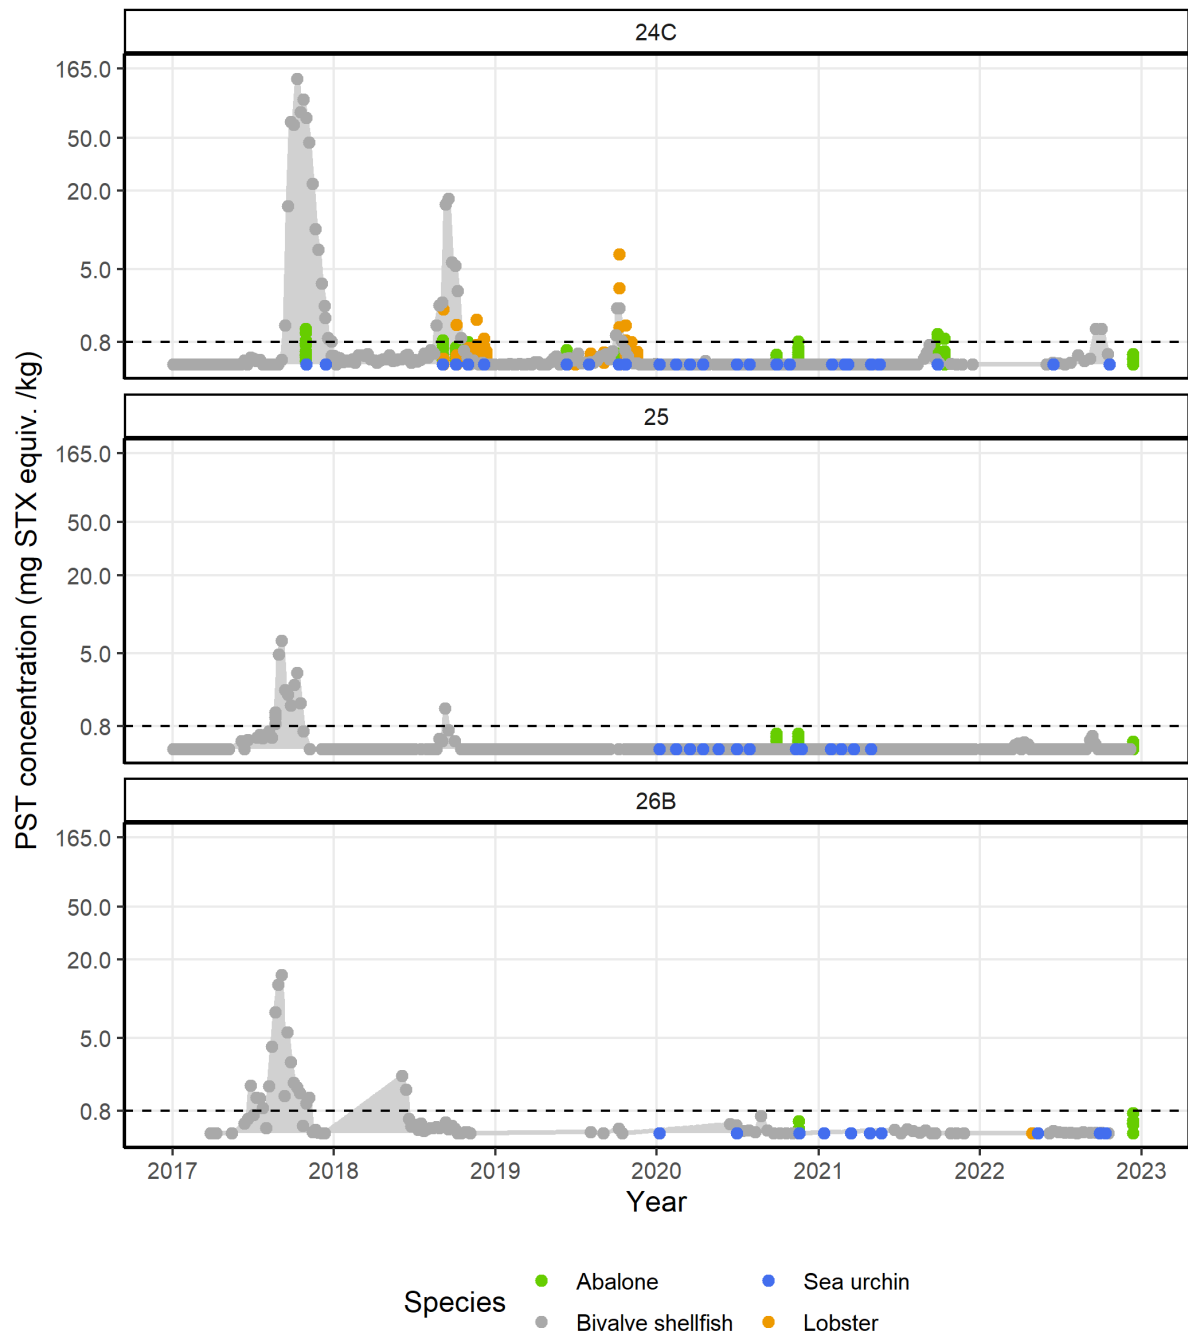 24C
165.0
50.0
20.0
5.0
0.8
25
165.0
50.0
20.0
5.0
0.8
26B
165.0
50.0
20.0
5.0
0.8
PST concentration (mg STX equiv. /kg)
2017 2018 2019 2020 2021 2022 2023
Year
Species
Abalone
Sea urchin
Bivalve shellfish
Lobster